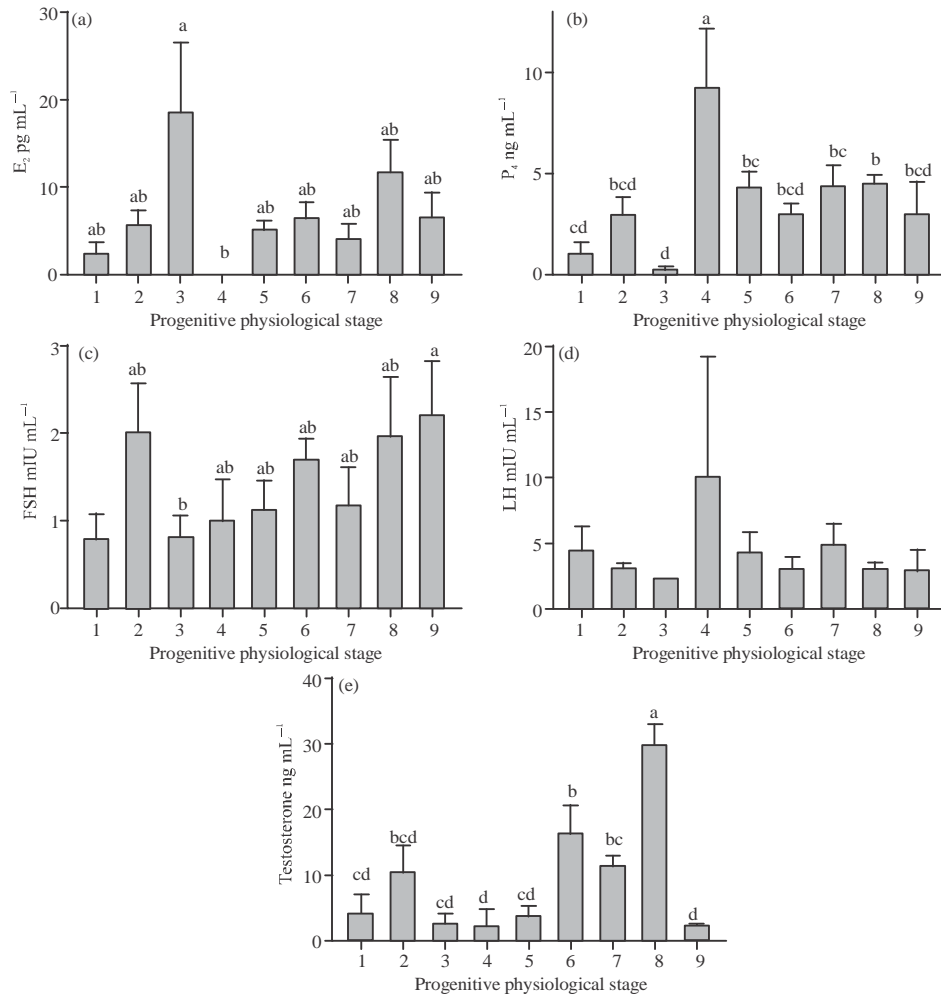 (a)
E₂ pg mL⁻¹
30
20
10
0
ab
ab
a
b
ab
ab
ab
ab
ab
1 2 3 4 5 6 7 8 9
Progenitive physiological stage
(b)
P₄ ng mL⁻¹
10
5
0
cd
bcd
d
a
bc
bcd
bc
b
bcd
1 2 3 4 5 6 7 8 9
Progenitive physiological stage
(c)
FSH mIU mL⁻¹
3
2
1
0
ab
b
ab
ab
ab
ab
ab
a
1 2 3 4 5 6 7 8 9
Progenitive physiological stage
(d)
LH mIU mL⁻¹
20
15
10
5
0
1 2 3 4 5 6 7 8 9
Progenitive physiological stage
(e)
Testosterone ng mL⁻¹
40
30
20
10
0
cd
bcd
cd
d
cd
b
bc
a
d
1 2 3 4 5 6 7 8 9
Progenitive physiological stage